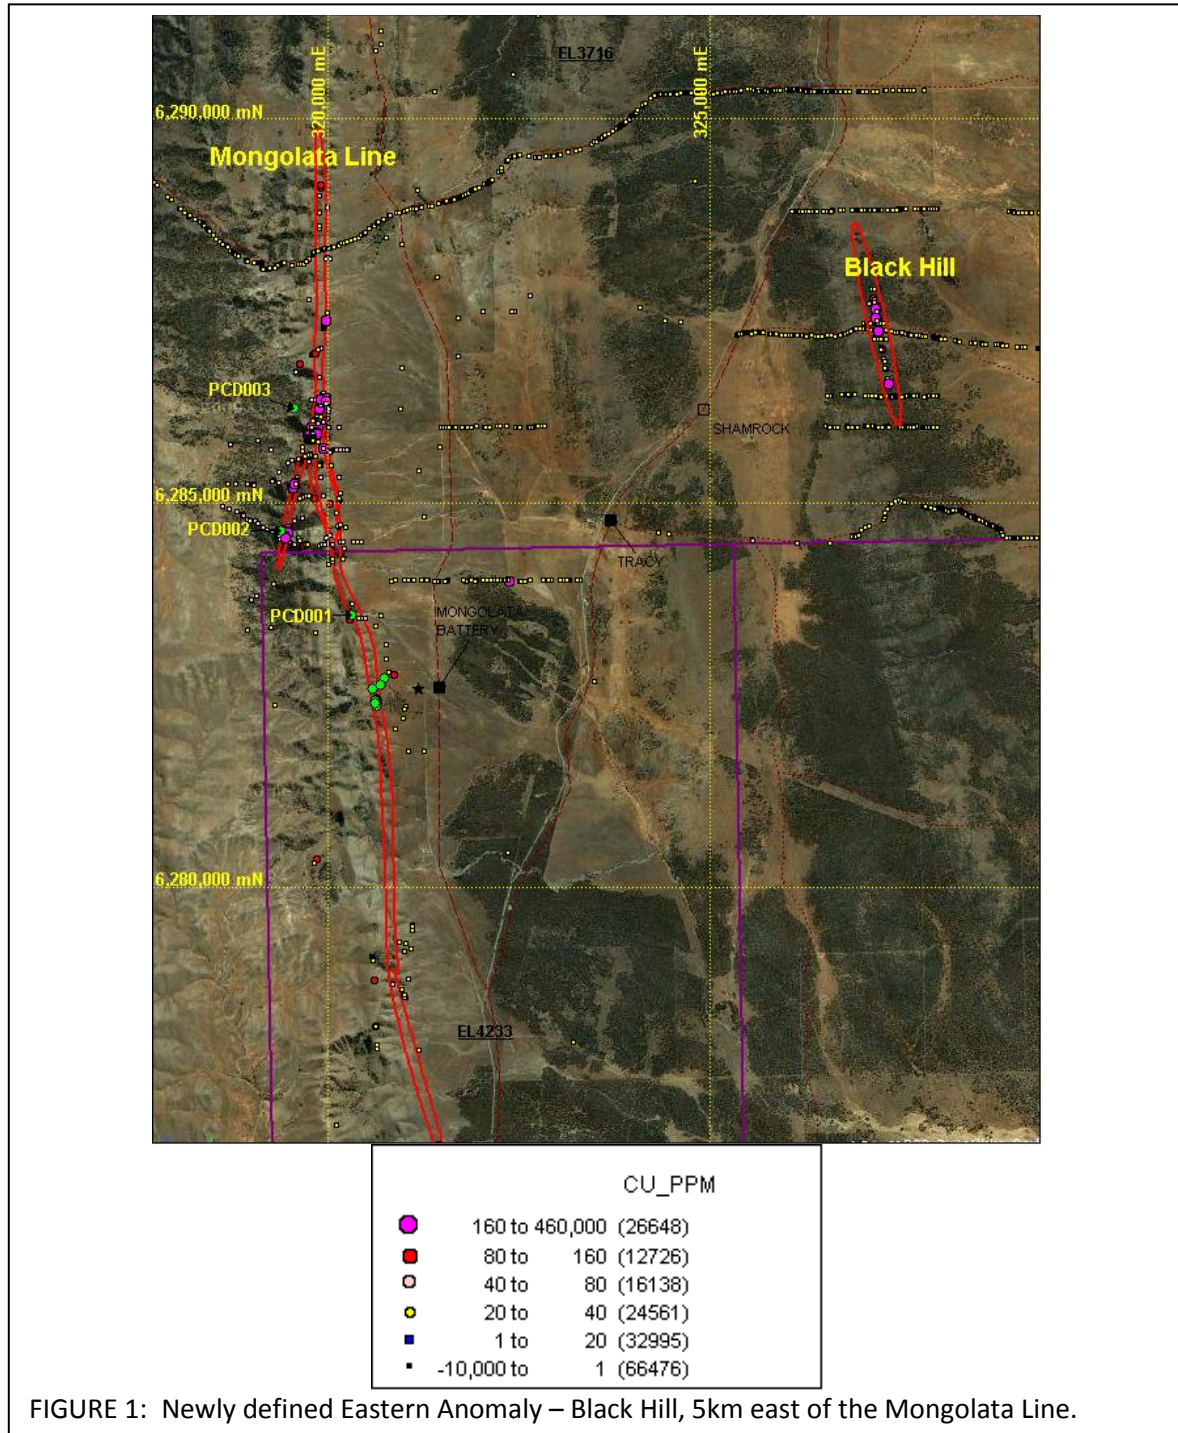 EL3716
320,000 mE
325,000 mE
6,290,000 mN
Mongolata Line
Black Hill
PCD003
SHAMROCK
6,285,000 mN
PCD002
TRACY
PCD001
MONGOLATA
BATTERY
6,280,000 mN
EL4233
CU_PPM
160 to 460,000 (26648)
80 to 160 (12726)
40 to 80 (16138)
20 to 40 (24561)
1 to 20 (32995)
-10,000 to 1 (66476)
FIGURE 1: Newly defined Eastern Anomaly – Black Hill, 5km east of the Mongolata Line.